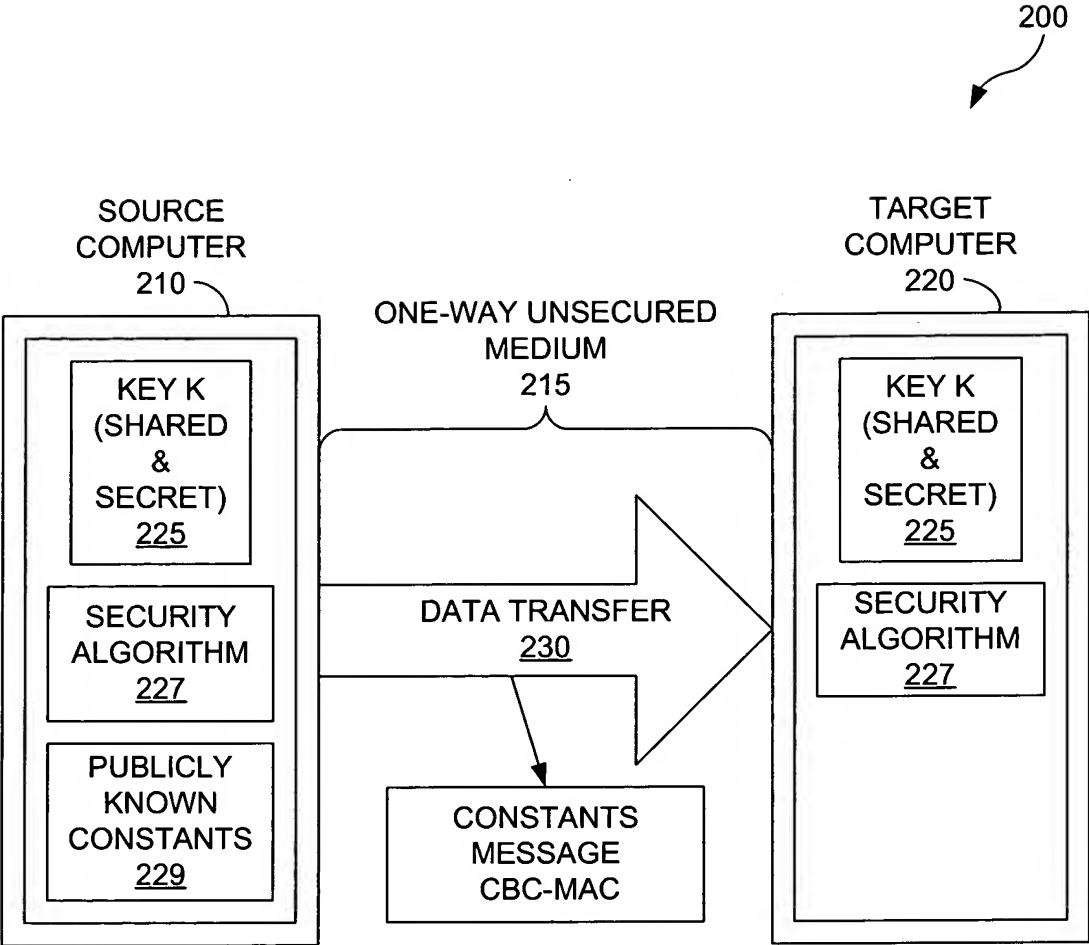 200
SOURCE
COMPUTER
210
TARGET
COMPUTER
220
ONE-WAY UNSECURED
MEDIUM
215
KEY K
(SHARED
&
SECRET)
225
SECURITY
ALGORITHM
227
PUBLICLY
KNOWN
CONSTANTS
229
DATA TRANSFER
230
CONSTANTS
MESSAGE
CBC-MAC
KEY K
(SHARED
&
SECRET)
225
SECURITY
ALGORITHM
227